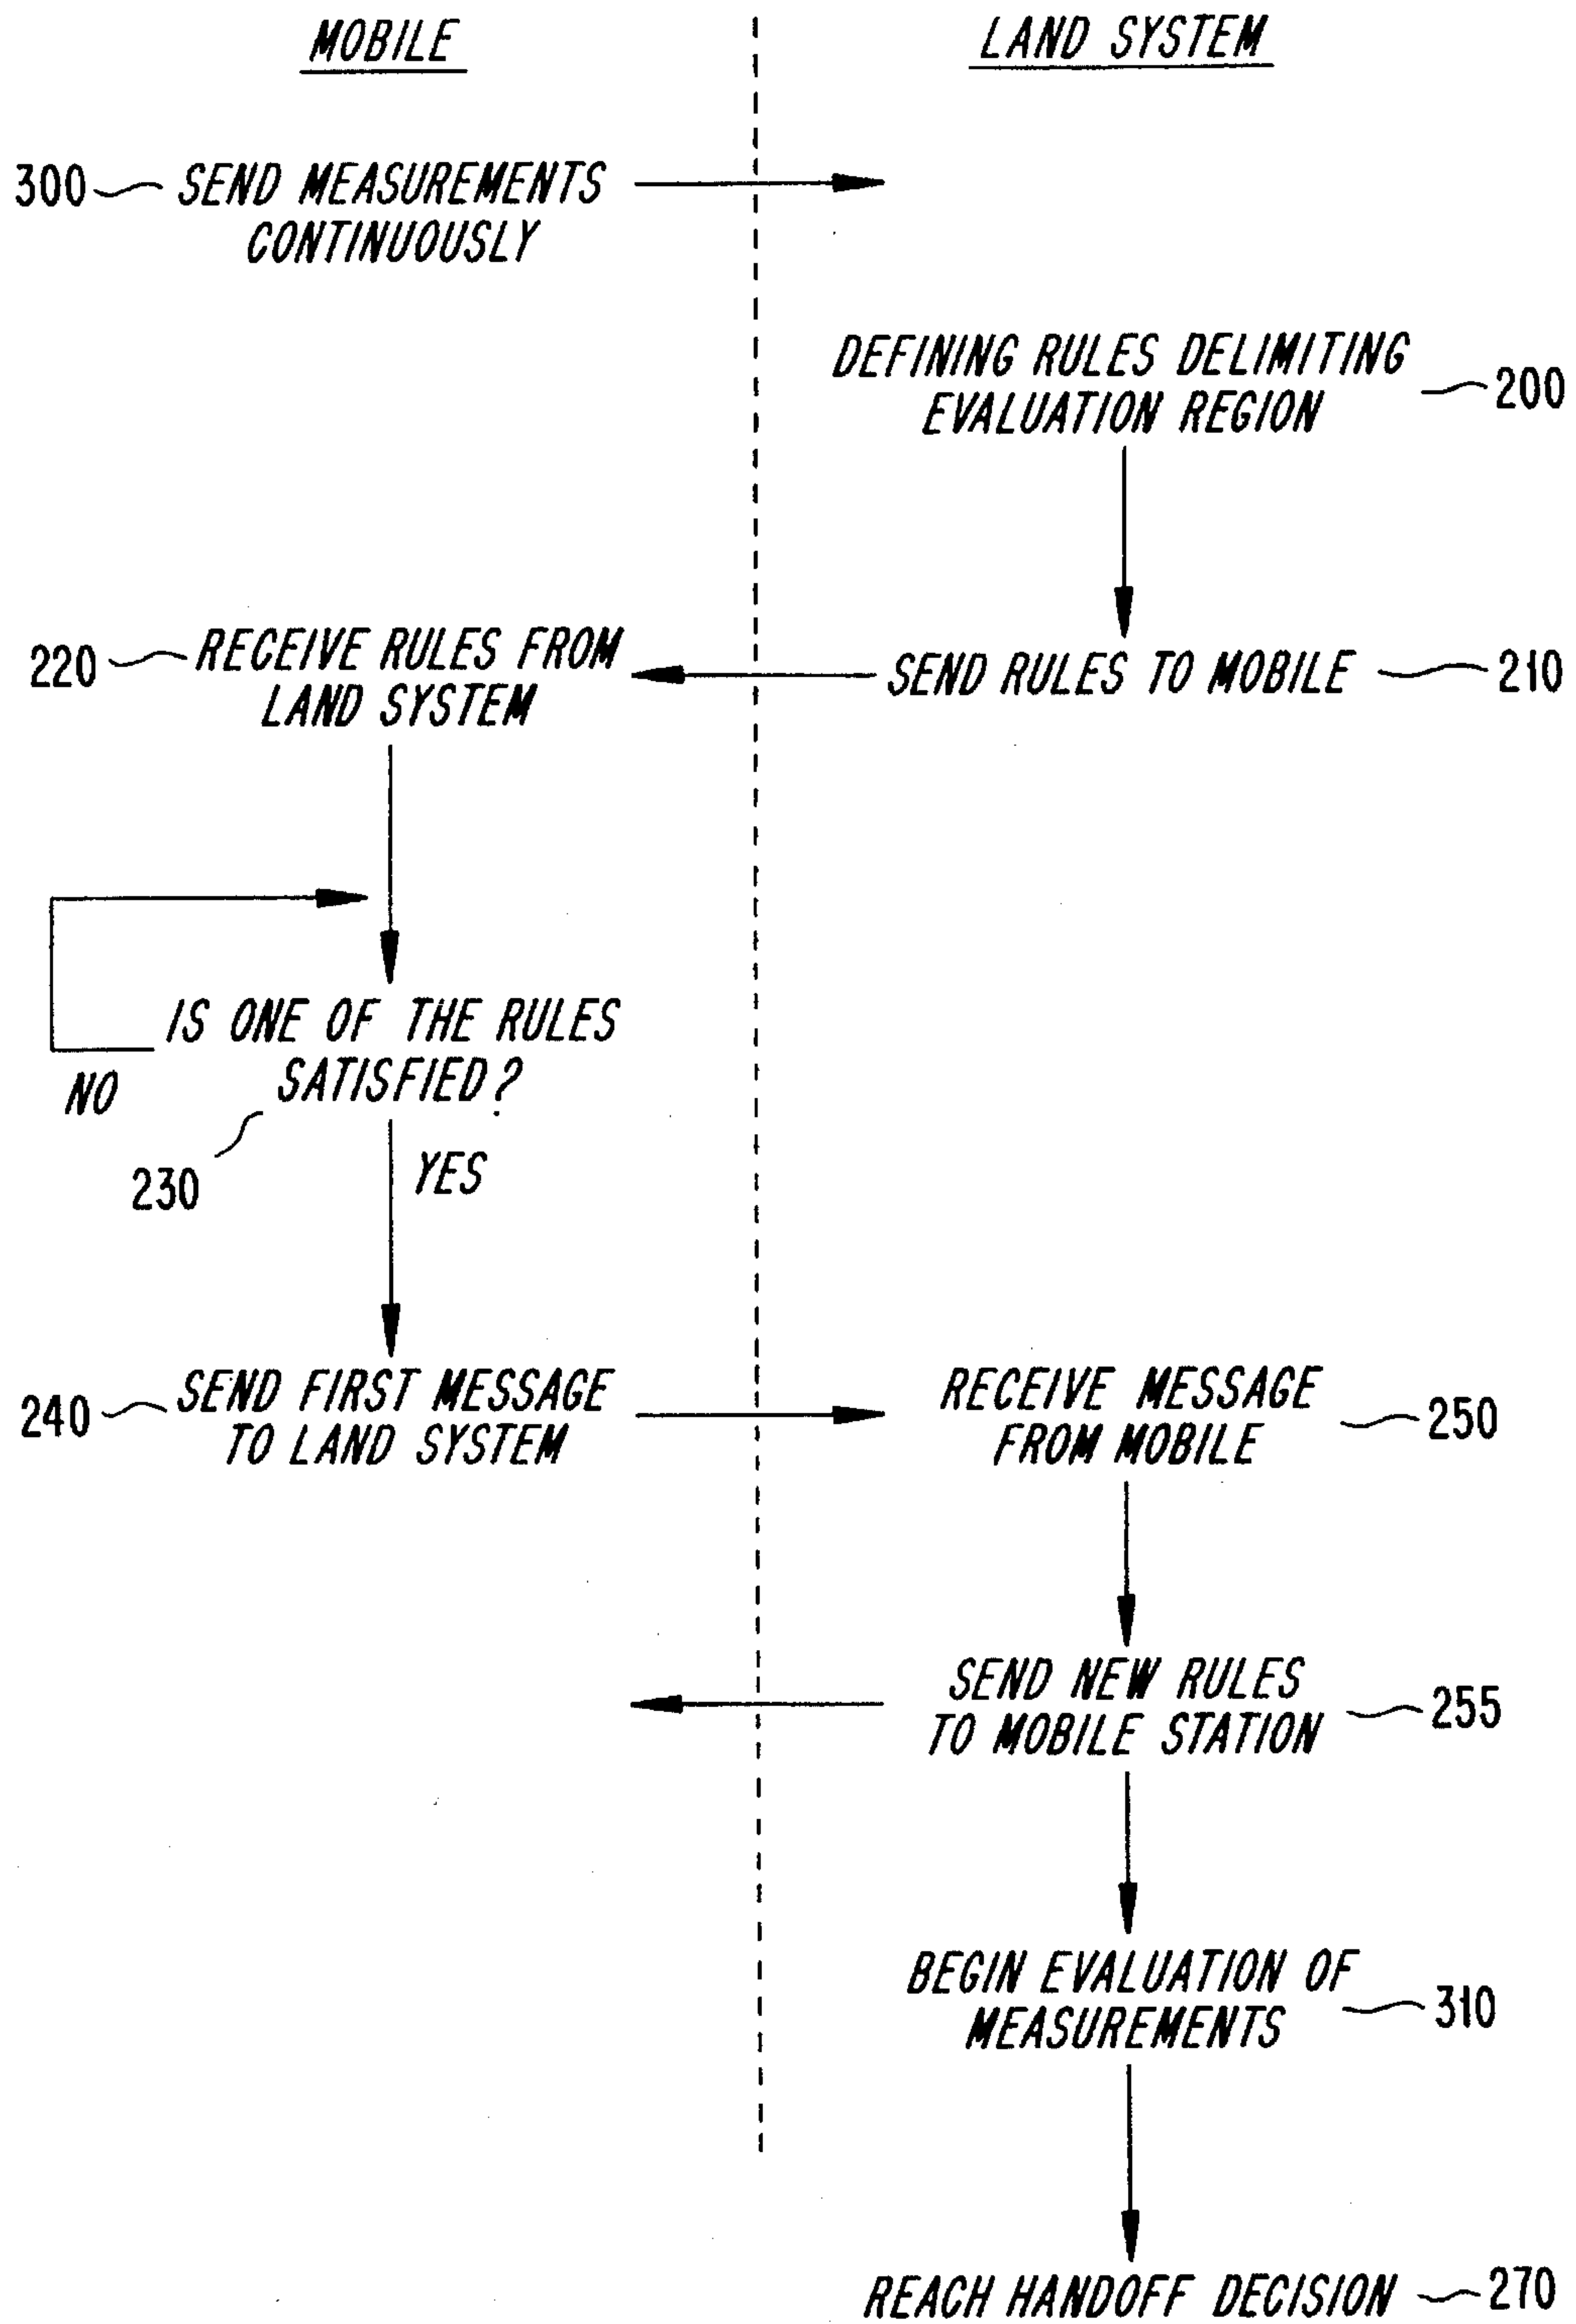 MOBILE
LAND SYSTEM
300 SEND MEASUREMENTS
CONTINUOUSLY
DEFINING RULES DELIMITING
EVALUATION REGION 200
220 RECEIVE RULES FROM
LAND SYSTEM
SEND RULES TO MOBILE 210
IS ONE OF THE RULES
SATISFIED?
NO
230
YES
240 SEND FIRST MESSAGE
TO LAND SYSTEM
RECEIVE MESSAGE
FROM MOBILE 250
SEND NEW RULES
TO MOBILE STATION 255
BEGIN EVALUATION OF
MEASUREMENTS 310
REACH HANDOFF DECISION 270